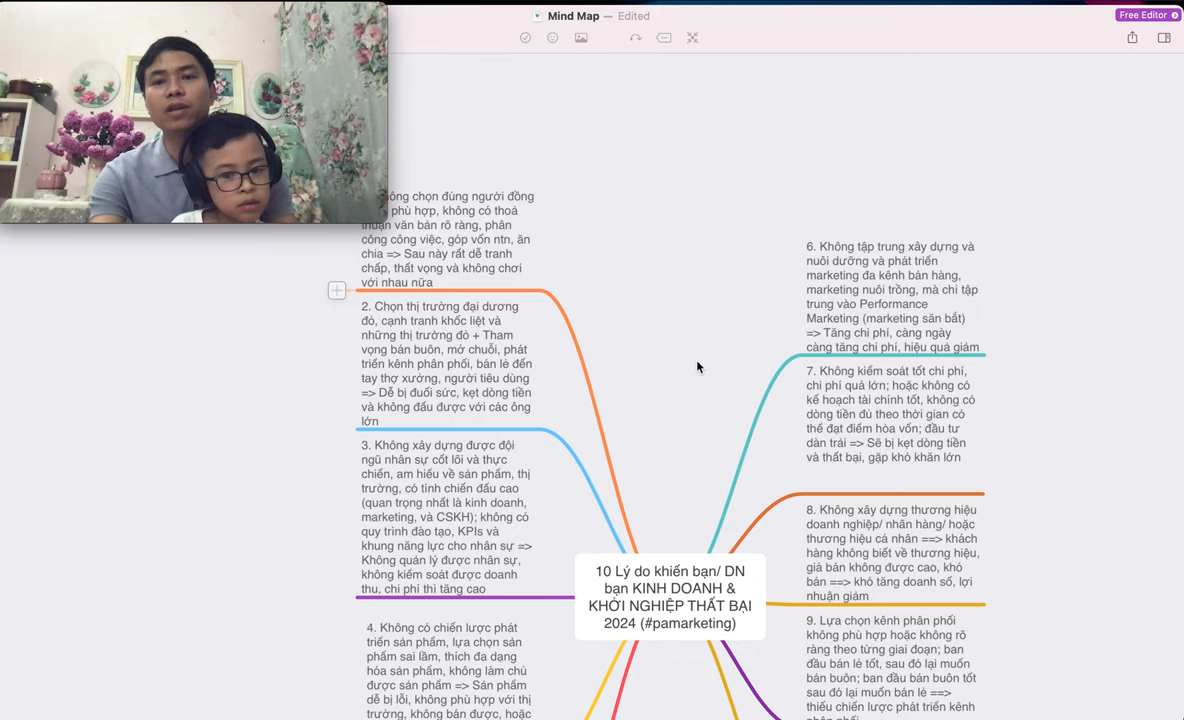 Mind Map — Edited
Free Editor
ông chọn đúng người đồng
phù hợp, không có thoả
thuận văn bản rõ ràng, phân
công công việc, góp vốn ntn, ăn
chia => Sau này rất dễ tranh
chấp, thất vọng và không chơi
với nhau nữa
2. Chọn thị trường đại dương
đỏ, cạnh tranh khốc liệt và
những thị trường đó + Tham
vọng bán buôn, mở chuỗi, phát
triển kênh phân phối, bán lẻ đến
tay thợ xưởng, người tiêu dùng
=> Dễ bị đuối sức, kẹt dòng tiền
và không đấu được với các ông
lớn
3. Không xây dựng được đội
ngũ nhân sự cốt lõi và thực
chiến, am hiểu về sản phẩm, thị
trường, có tính chiến đấu cao
(quan trọng nhất là kinh doanh,
marketing, và CSKH); không có
quy trình đào tạo, KPIs và
khung năng lực cho nhân sự =>
Không quản lý được nhân sự,
không kiểm soát được doanh
thu, chi phí thì tăng cao
4. Không có chiến lược phát
triển sản phẩm, lựa chọn sản
phẩm sai lầm, thích đa dạng
hóa sản phẩm, không làm chủ
được sản phẩm => Sản phẩm
dễ bị lỗi, không phù hợp với thị
trường, không bán được, hoặc
10 Lý do khiến bạn/ DN
bạn KINH DOANH &
KHỞI NGHIỆP THẤT BẠI
2024 (#pamarketing)
6. Không tập trung xây dựng và
nuôi dưỡng và phát triển
marketing đa kênh bán hàng,
marketing nuôi trồng, mà chỉ tập
trung vào Performance
Marketing (marketing săn bắt)
=> Tăng chi phí, càng ngày
càng tăng chi phí, hiệu quả giảm
7. Không kiểm soát tốt chi phí,
chi phí quá lớn; hoặc không có
kế hoạch tài chính tốt, không có
dòng tiền đủ theo thời gian có
thể đạt điểm hòa vốn; đầu tư
dàn trải => Sẽ bị kẹt dòng tiền
và thất bại, gặp khó khăn lớn
8. Không xây dựng thương hiệu
doanh nghiệp/ nhãn hàng/ hoặc
thương hiệu cá nhân ==> khách
hàng không biết về thương hiệu,
giá bán không được cao, khó
bán ==> khó tăng doanh số, lợi
nhuận giảm
9. Lựa chọn kênh phân phối
không phù hợp hoặc không rõ
ràng theo từng giai đoạn; ban
đầu bán lẻ tốt, sau đó lại muốn
bán buôn; ban đầu bán buôn tốt
sau đó lại muốn bán lẻ ==>
thiếu chiến lược phát triển kênh
phân phối